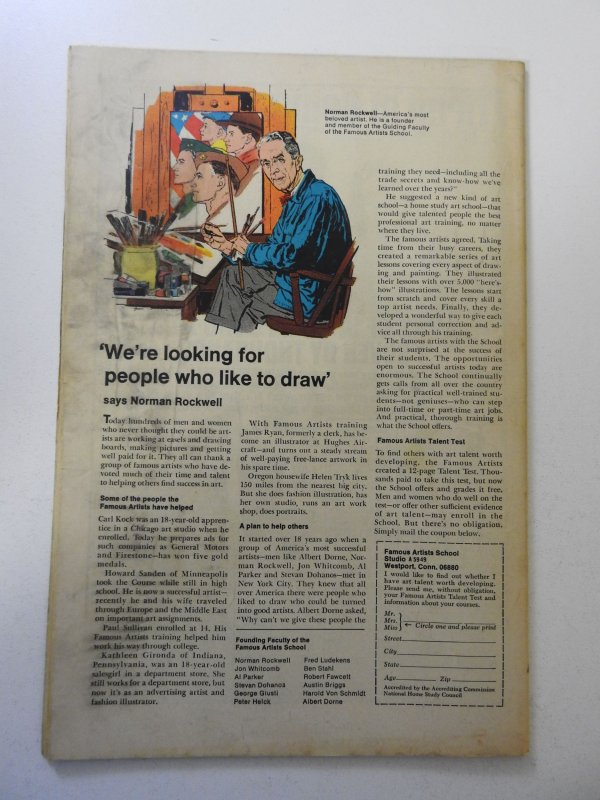 Norman Rockwell—America's most
beloved artist. He is a founder
and member of the Guiding Faculty
of the Famous Artists School.
'We're looking for
people who like to draw'
says Norman Rockwell
Today hundreds of men and women
who never thought they could be art-
ists are working at easels and drawing
boards, making pictures and getting
well paid for it. They all can thank a
group of famous artists who have de-
voted much of their time and talent
to helping others find success in art.
Some of the people the
Famous Artists have helped
Carl Kock was an 18-year-old appren-
tice in a Chicago art studio when he
enrolled. Today he prepares ads for
such companies as General Motors
and Firestone—has won five gold
medals.
Howard Sanden of Minneapolis
took the Course while still in high
school. He is now a successful artist—
recently he and his wife traveled
through Europe and the Middle East
on important art assignments.
Paul Sullivan enrolled at 14. His
Famous Artists training helped him
work his way through college.
Kathleen Gironda of Indiana,
Pennsylvania, was an 18-year-old
salesgirl in a department store. She
still works for a department store, but
now it's as an advertising artist and
fashion illustrator.
With Famous Artists training
James Ryan, formerly a clerk, has be-
come an illustrator at Hughes Air-
craft—and turns out a steady stream
of well-paying free-lance artwork in
his spare time.
Oregon housewife Helen Tryk lives
150 miles from the nearest big city.
But she does fashion illustration, has
her own studio, runs an art work
shop, does portraits.
A plan to help others
It started over 18 years ago when a
group of America's most successful
artists—men like Albert Dorne, Nor-
man Rockwell, Jon Whitcomb, Al
Parker and Stevan Dohanos—met in
New York City. They knew that all
over America there were people who
liked to draw who could be turned
into good artists. Albert Dorne asked,
"Why can't we give these people the
Founding Faculty of the
Famous Artists School
Norman Rockwell
Jon Whitcomb
Al Parker
Stevan Dohanos
George Giusti
Peter Helck
Fred Ludekens
Ben Stahl
Robert Fawcett
Austin Briggs
Harold Von Schmidt
Albert Dorne
training they need—including all the
trade secrets and know-how we've
learned over the years?"
He suggested a new kind of art
school—a home study art school—that
would give talented people the best
professional art training, no matter
where they live.
The famous artists agreed. Taking
time from their busy careers, they
created a remarkable series of art
lessons covering every aspect of draw-
ing and painting. They illustrated
their lessons with over 5,000 "here's-
how" illustrations. The lessons start
from scratch and cover every skill a
top artist needs. Finally, they de-
veloped a wonderful way to give each
student personal correction and ad-
vice all through his training.
The famous artists with the School
are not surprised at the success of
their students. The opportunities
open to successful artists today are
enormous. The School continually
gets calls from all over the country
asking for practical well-trained stu-
dents—not geniuses—who can step
into full-time or part-time art jobs.
And practical, thorough training is
what the School offers.
Famous Artists Talent Test
To find others with art talent worth
developing, the Famous Artists
created a 12-page Talent Test. Thou-
sands paid to take this test, but now
the School offers and grades it free.
Men and women who do well on the
test—or offer other sufficient evidence
of art talent—may enroll in the
School. But there's no obligation.
Simply mail the coupon below.
Famous Artists School
Studio A5949
Westport, Conn. 06880
I would like to find out whether I
have art talent worth developing.
Please send me, without obligation,
your Famous Artists Talent Test and
information about your courses.
Mr.
Mrs. ← Circle one and please print
Miss
Street
City
State
Age Zip
Accredited by the Accrediting Commission
National Home Study Council